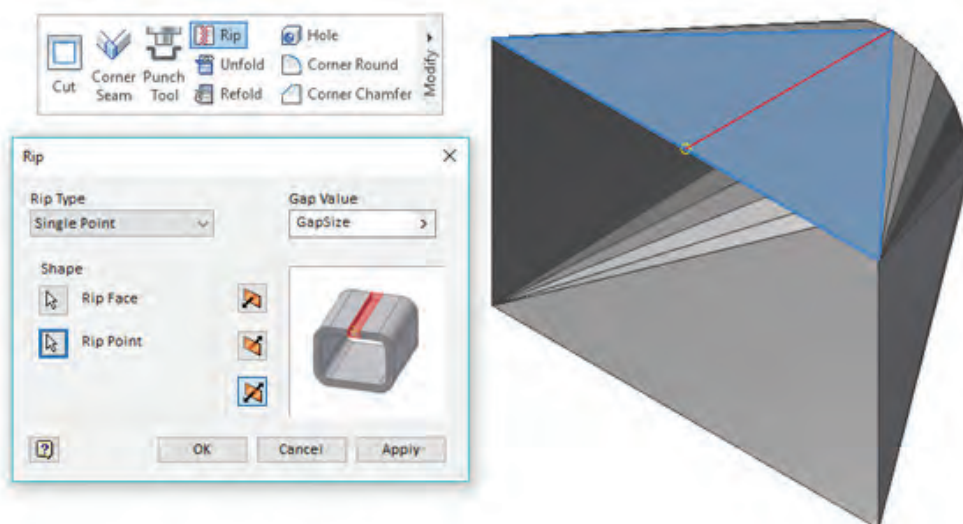 Cut
Corner
Seam
Punch
Tool
Rip
Unfold
Refold
Hole
Corner Round
Corner Chamfer
Modify
Rip
Rip Type
Single Point
Gap Value
GapSize
Shape
Rip Face
Rip Point
?
OK
Cancel
Apply